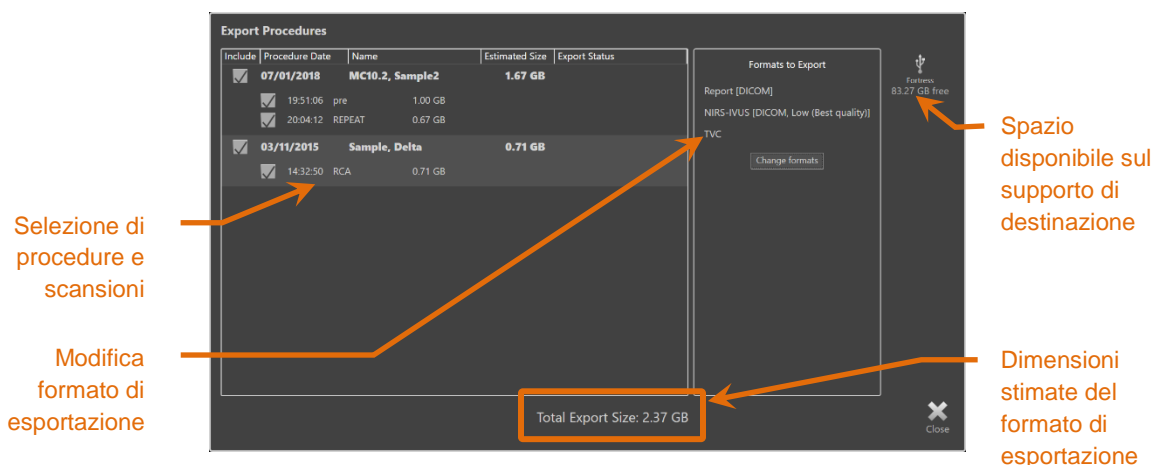 Export Procedures
Include Procedure Date Name Estimated Size Export Status
07/01/2018 MC10.2, Sample2 1.67 GB
19:51:06 pre 1.00 GB
20:04:12 REPEAT 0.67 GB
03/11/2015 Sample, Delta 0.71 GB
14:32:50 RCA 0.71 GB
Formats to Export
Report [DICOM]
NIRS-IVUS [DICOM, Low (Best quality)]
TVC
Change formats
Fortress
83.27 GB free
Total Export Size: 2.37 GB
Close
Selezione di
procedure e
scansioni
Modifica
formato di
esportazione
Spazio
disponibile sul
supporto di
destinazione
Dimensioni
stimate del
formato di
esportazione